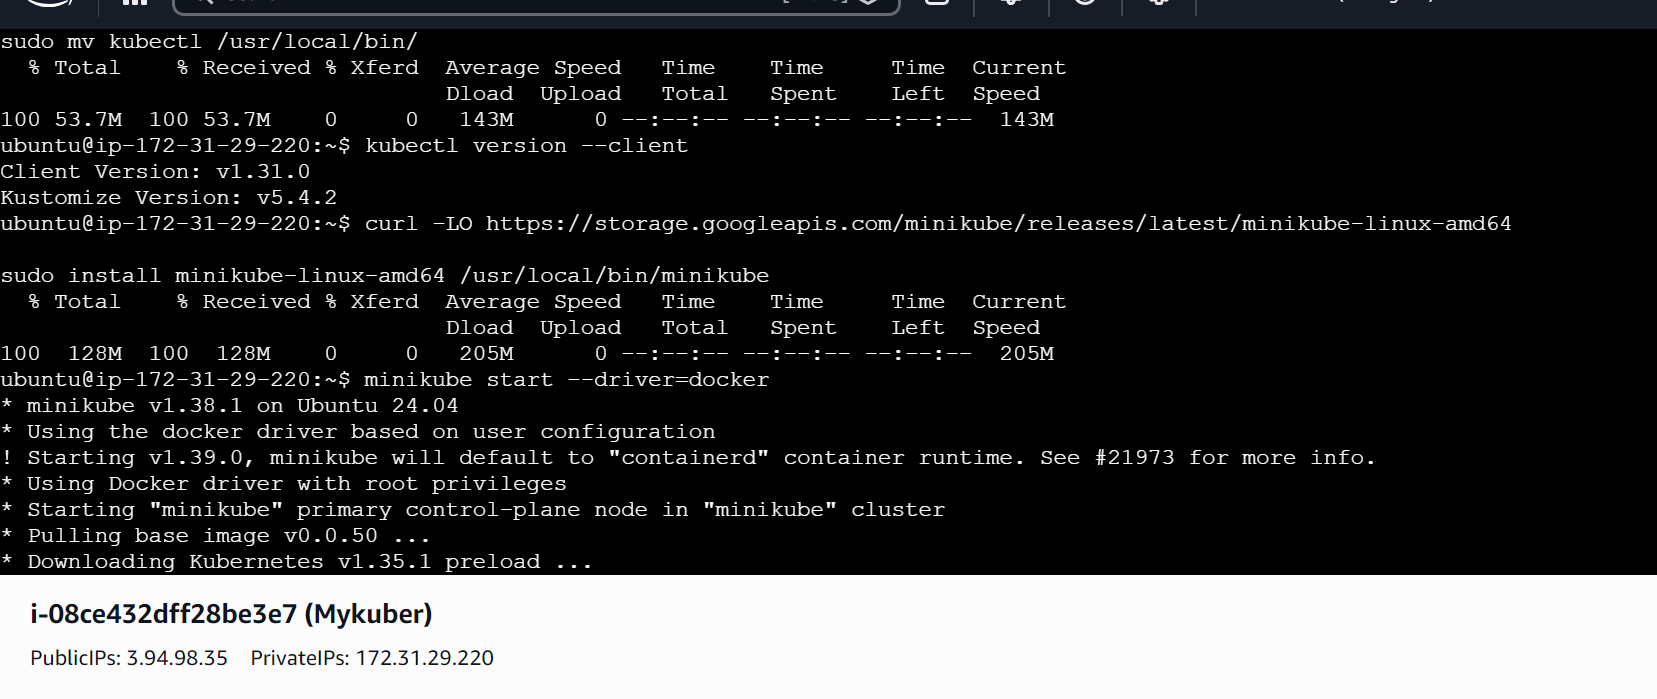 sudo mv kubectl /usr/local/bin/
% Total % Received % Xferd Average Speed Time Time Time Current
Dload Upload Total Spent Left Speed
100 53.7M 100 53.7M 0 0 143M 0 --:--:-- --:--:-- --:--:-- 143M
ubuntu@ip-172-31-29-220:~$ kubectl version --client
Client Version: v1.31.0
Kustomize Version: v5.4.2
ubuntu@ip-172-31-29-220:~$ curl -LO https://storage.googleapis.com/minikube/releases/latest/minikube-linux-amd64
sudo install minikube-linux-amd64 /usr/local/bin/minikube
% Total % Received % Xferd Average Speed Time Time Time Current
Dload Upload Total Spent Left Speed
100 128M 100 128M 0 0 205M 0 --:--:-- --:--:-- --:--:-- 205M
ubuntu@ip-172-31-29-220:~$ minikube start --driver=docker
* minikube v1.38.1 on Ubuntu 24.04
* Using the docker driver based on user configuration
! Starting v1.39.0, minikube will default to "containerd" container runtime. See #21973 for more info.
* Using Docker driver with root privileges
* Starting "minikube" primary control-plane node in "minikube" cluster
* Pulling base image v0.0.50 ...
* Downloading Kubernetes v1.35.1 preload ...
i-08ce432dff28be3e7 (Mykuber)
PublicIPs: 3.94.98.35 PrivateIPs: 172.31.29.220